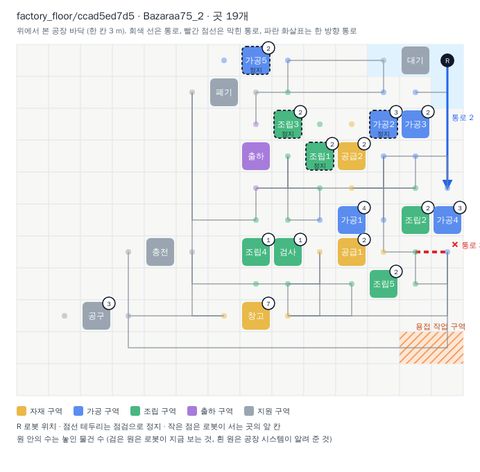 factory_floor/ccad5ed7d5 · Bazaraa75_2 · 곳 19개
위에서 본 공장 바닥 (한 칸 3 m). 회색 선은 통로, 빨간 점선은 막힌 통로, 파란 화살표는 한 방향 통로
2
가공5
정지
대기
R
폐기
2
조립3
정지
3
가공2
정지
2
가공3
통로 2
출하
2
조립1
정지
2
공급2
4
가공1
2
조립2
3
가공4
1
조립4
1
검사
2
공급1
충전
✖ 통로
2
조립5
3
공구
7
창고
용접 작업 구역
자재 구역
가공 구역
조립 구역
출하 구역
지원 구역
R 로봇 위치 · 점선 테두리는 점검으로 정지 · 작은 점은 로봇이 서는 곳의 앞 칸
원 안의 수는 놓인 물건 수 (검은 원은 로봇이 지금 보는 것, 흰 원은 공장 시스템이 알려 준 것)